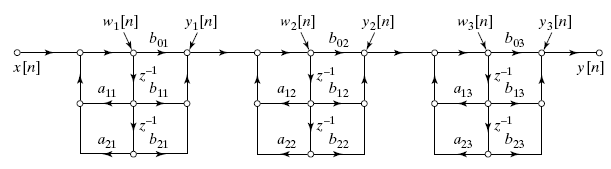 w₁[n] y₁[n] w₂[n] y₂[n] w₃[n] y₃[n]
b₀₁ b₀₂ b₀₃
x[n] z⁻¹ z⁻¹ z⁻¹ y[n]
a₁₁ b₁₁ a₁₂ b₁₂ a₁₃ b₁₃
z⁻¹ z⁻¹ z⁻¹
a₂₁ b₂₁ a₂₂ b₂₂ a₂₃ b₂₃